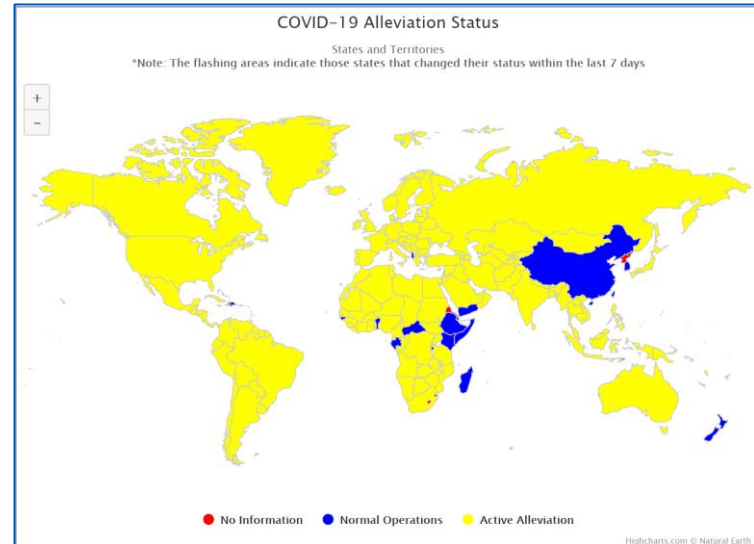 COVID-19 Alleviation Status
States and Territories
*Note: The flashing areas indicate those states that changed their status within the last 7 days
+
−
No Information
Normal Operations
Active Alleviation
Highcharts.com © Natural Earth